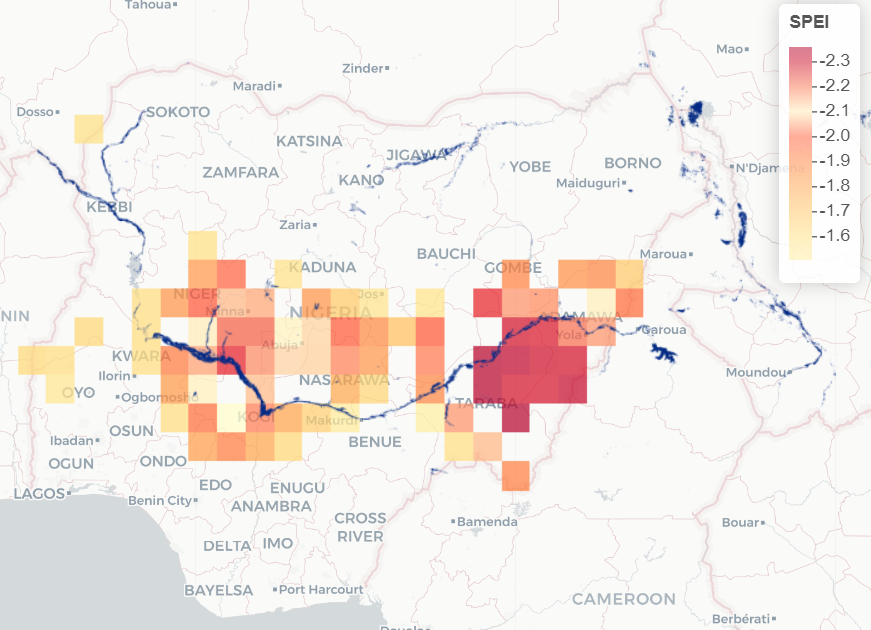 Tahoua
SPEI
Mao
-2.3
Zinder
-2.2
Maradi
-2.1
Dosso
SOKOTO
-2.0
KATSINA
JIGAWA
-1.9
ZAMFARA
YOBE
BORNO
N'Djamena
KANO
Maiduguri
-1.8
KEBBI
-1.7
Zaria
-1.6
BAUCHI
Maroua
KADUNA
GOMBE
NIGER
Jos
Minna
NIGERIA
ADAMAWA
NIN
Garoua
Yola
Abuja
KWARA
Ilorin
NASARAWA
Moundou
OYO
Ogbomosho
TARABA
KOGI
Makurdi
OSUN
Ibadan
BENUE
OGUN
ONDO
EDO
ENUGU
LAGOS
Benin City
ANAMBRA
CROSS
RIVER
Bamenda
Bouar
DELTA
IMO
BAYELSA
Port Harcourt
CAMEROON
Berbérati